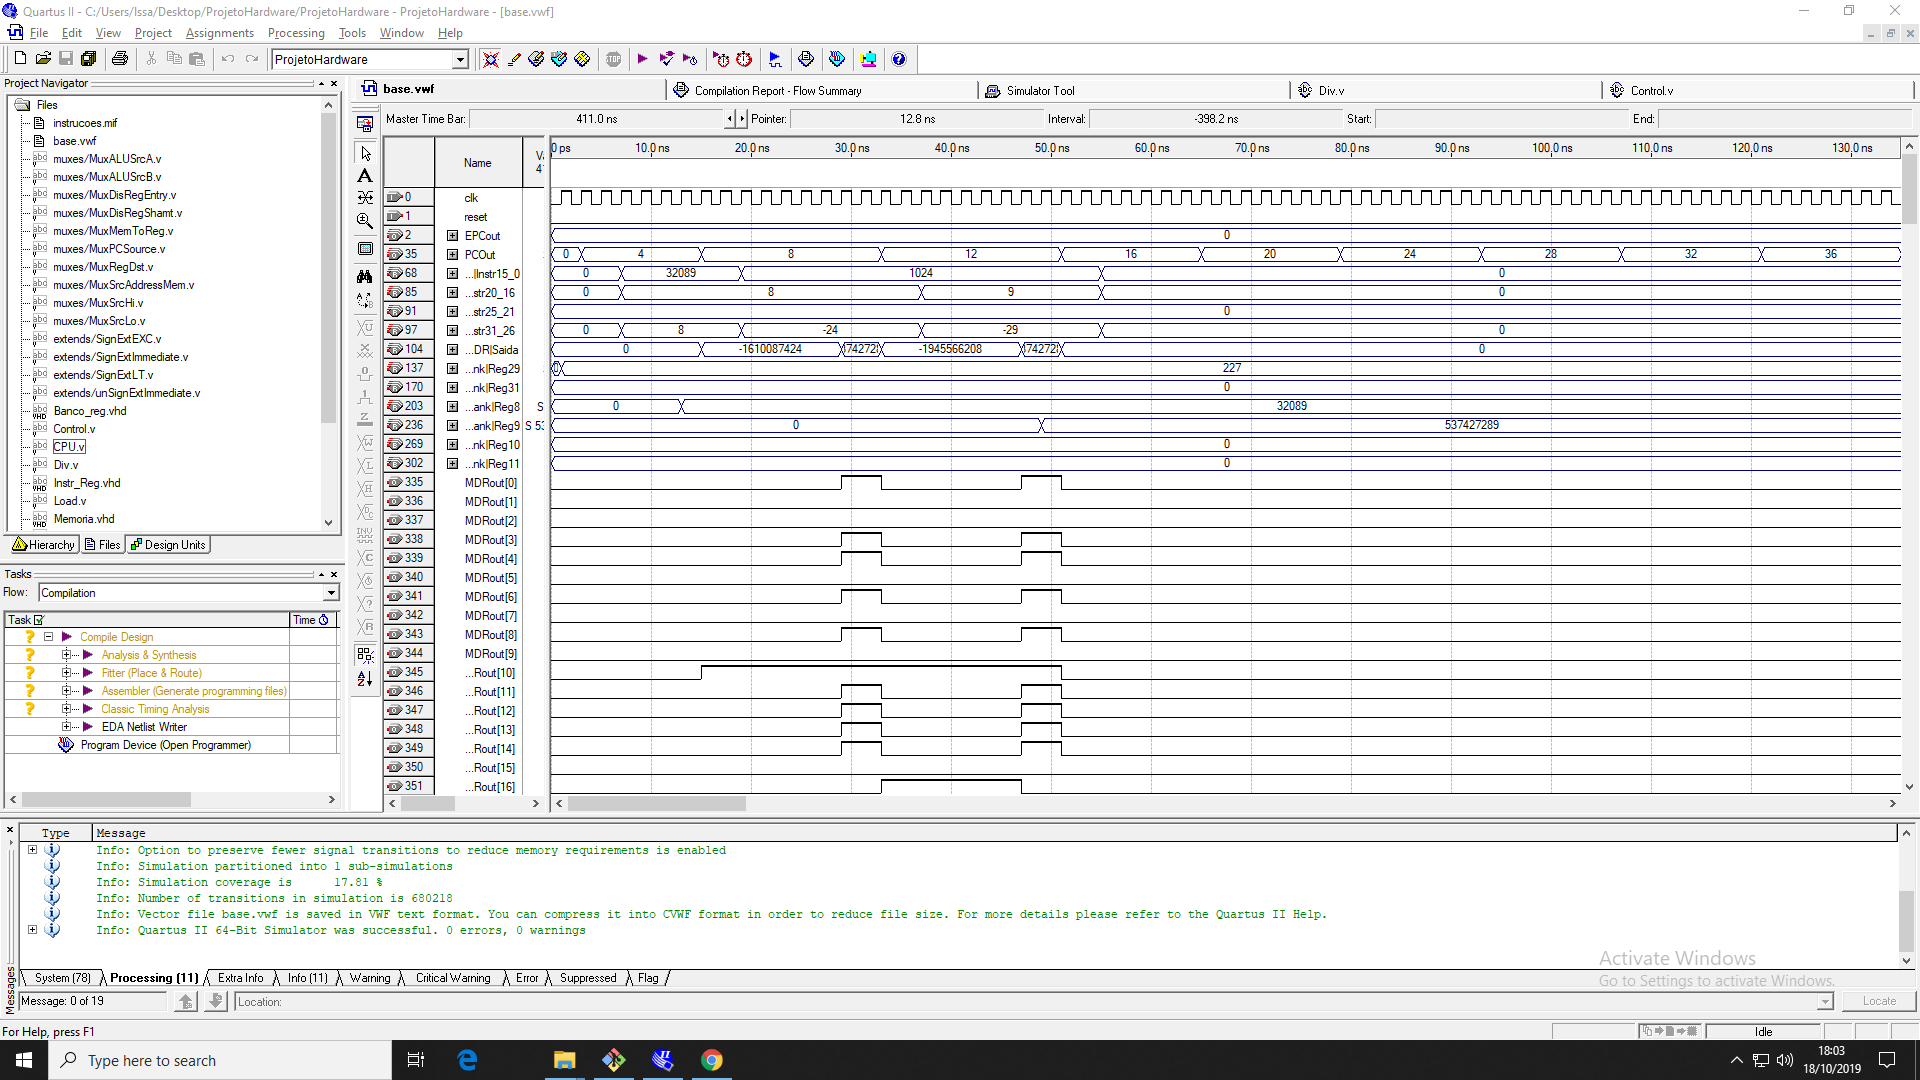 Quartus II - C:/Users/Issa/Desktop/ProjetoHardware/ProjetoHardware - ProjetoHardware - [base.vwf]
File Edit View Project Assignments Processing Tools Window Help
ProjetoHardware
Project Navigator
Files
instrucoes.mif
base.vwf
muxes/MuxALUSrcA.v
muxes/MuxALUSrcB.v
muxes/MuxDisRegEntry.v
muxes/MuxDisRegShamt.v
muxes/MuxMemToReg.v
muxes/MuxPCSource.v
muxes/MuxRegDst.v
muxes/MuxSrcAddressMem.v
muxes/MuxSrcHi.v
muxes/MuxSrcLo.v
extends/SignExtEXC.v
extends/SignExtImmediate.v
extends/SignExtLT.v
extends/unSignExtImmediate.v
Banco_reg.vhd
Control.v
CPU.v
Div.v
Instr_Reg.vhd
Load.v
Memoria.vhd
Hierarchy Files Design Units
Tasks
Flow: Compilation
Task Time
Compile Design
Analysis & Synthesis
Fitter (Place & Route)
Assembler (Generate programming files)
Classic Timing Analysis
EDA Netlist Writer
Program Device (Open Programmer)
base.vwf Compilation Report - Flow Summary Simulator Tool Div.v Control.v
Master Time Bar: 411.0 ns Pointer: 12.8 ns Interval: -398.2 ns Start: End:
Name 0 ps 10.0 ns 20.0 ns 30.0 ns 40.0 ns 50.0 ns 60.0 ns 70.0 ns 80.0 ns 90.0 ns 100.0 ns 110.0 ns 120.0 ns 130.0 ns
0 clk
1 reset
2 EPCout 0
35 PCOut 0 4 8 12 16 20 24 28 32 36
68 ...|Instr15_0 0 32089 1024 0
85 ...str20_16 0 8 9 0
91 ...str25_21 0
97 ...str31_26 0 8 -24 -29 0
104 ...DR|Saida 0 -1610087424 -1945566208 0
137 ...nk|Reg29 227
170 ...nk|Reg31 0
203 ...ank|Reg8 S 0 32089
236 ...ank|Reg9 S 53 0 537427289
269 ...nk|Reg10 0
302 ...nk|Reg11 0
335 MDRout[0]
336 MDRout[1]
337 MDRout[2]
338 MDRout[3]
339 MDRout[4]
340 MDRout[5]
341 MDRout[6]
342 MDRout[7]
343 MDRout[8]
344 MDRout[9]
345 ...Rout[10]
346 ...Rout[11]
347 ...Rout[12]
348 ...Rout[13]
349 ...Rout[14]
350 ...Rout[15]
351 ...Rout[16]
Type Message
Info: Option to preserve fewer signal transitions to reduce memory requirements is enabled
Info: Simulation partitioned into 1 sub-simulations
Info: Simulation coverage is 17.81 %
Info: Number of transitions in simulation is 680218
Info: Vector file base.vwf is saved in VWF text format. You can compress it into CVWF format in order to reduce file size. For more details please refer to the Quartus II Help.
Info: Quartus II 64-Bit Simulator was successful. 0 errors, 0 warnings
Activate Windows
Go to Settings to activate Windows.
System (78) Processing (11) Extra Info Info (11) Warning Critical Warning Error Suppressed Flag
Messages
Message: 0 of 19 Location: Locate
For Help, press F1 Idle
Type here to search
18:03
18/10/2019